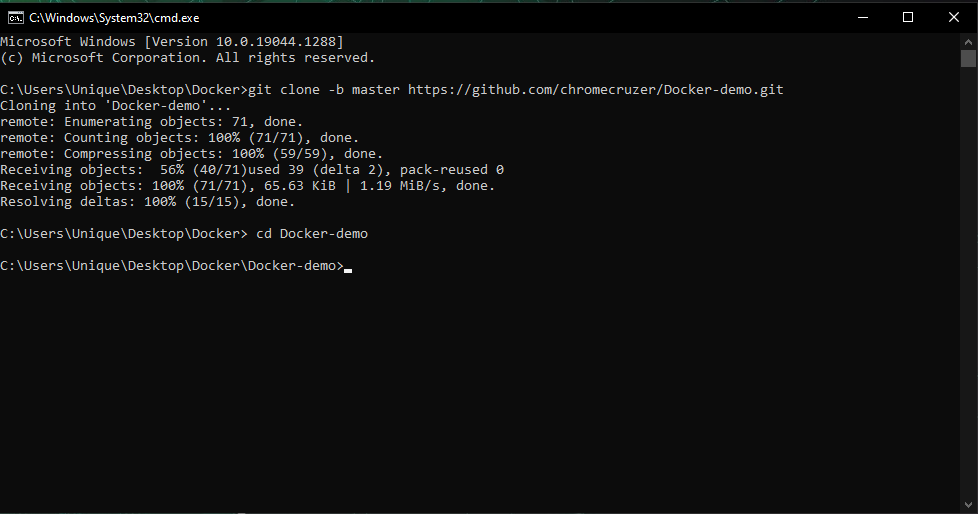 C:\Windows\System32\cmd.exe
Microsoft Windows [Version 10.0.19044.1288]
(c) Microsoft Corporation. All rights reserved.
C:\Users\Unique\Desktop\Docker>git clone -b master https://github.com/chromecruzer/Docker-demo.git
Cloning into 'Docker-demo'...
remote: Enumerating objects: 71, done.
remote: Counting objects: 100% (71/71), done.
remote: Compressing objects: 100% (59/59), done.
Receiving objects:  56% (40/71)used 39 (delta 2), pack-reused 0
Receiving objects: 100% (71/71), 65.63 KiB | 1.19 MiB/s, done.
Resolving deltas: 100% (15/15), done.
C:\Users\Unique\Desktop\Docker> cd Docker-demo
C:\Users\Unique\Desktop\Docker\Docker-demo>